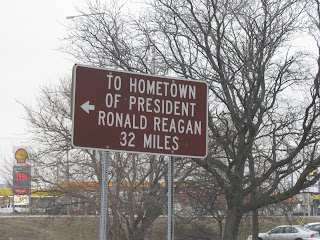 TO HOMETOWN
OF PRESIDENT
RONALD REAGAN
32 MILES